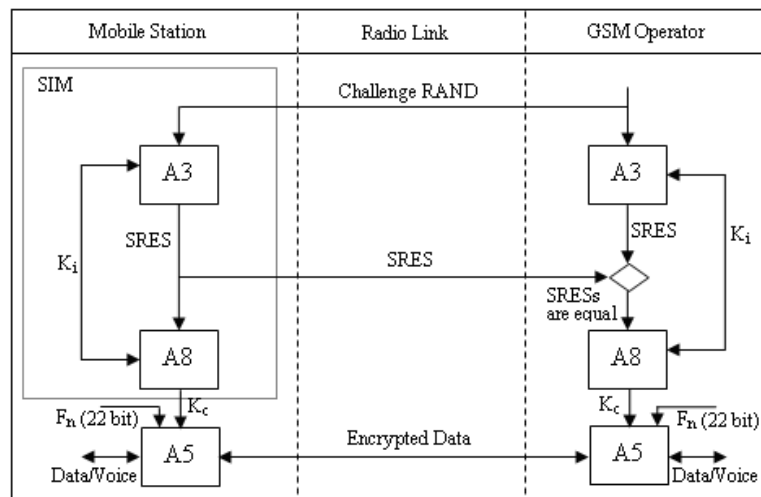 Mobile Station
Radio Link
GSM Operator
SIM
Challenge RAND
A3
A3
SRES
SRES
Ki
Ki
SRES
SRESs
are equal
A8
A8
Kc
Kc
Fn (22 bit)
Fn (22 bit)
A5
Encrypted Data
A5
Data/Voice
Data/Voice